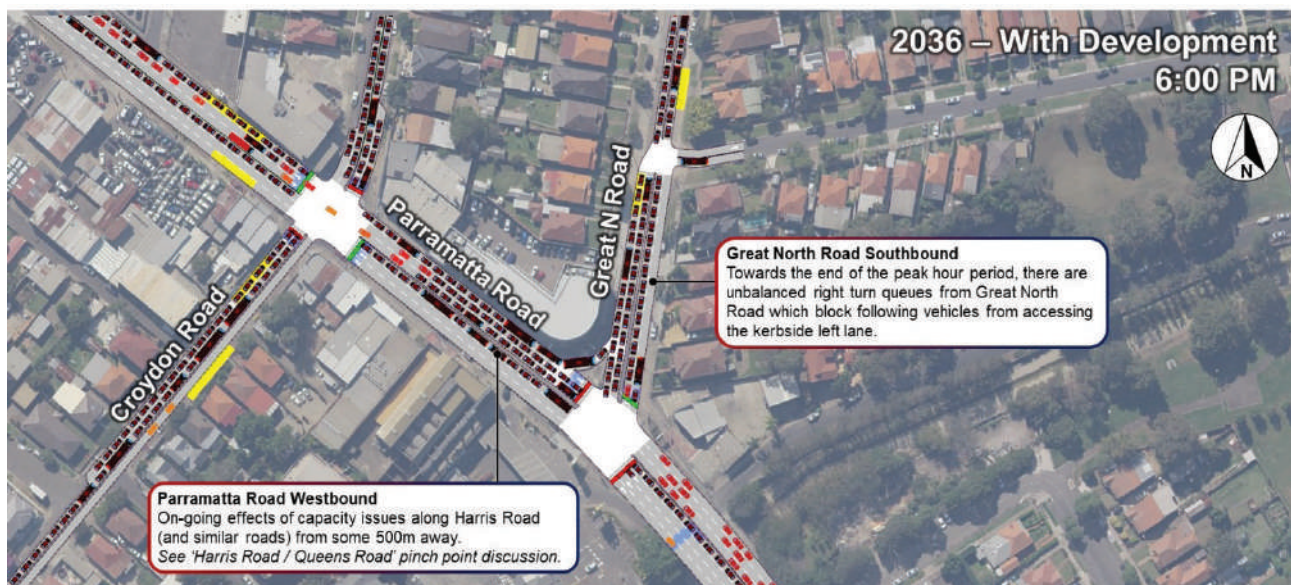 2036 – With Development
6:00 PM
N
Great N Road
Parramatta Road
Croydon Road
Great North Road Southbound
Towards the end of the peak hour period, there are
unbalanced right turn queues from Great North
Road which block following vehicles from accessing
the kerbside left lane.
Parramatta Road Westbound
On-going effects of capacity issues along Harris Road
(and similar roads) from some 500m away.
See 'Harris Road / Queens Road' pinch point discussion.